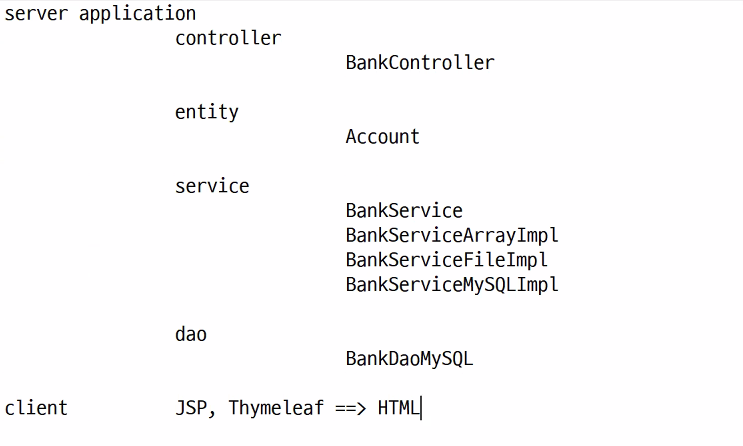 server application
controller
BankController
entity
Account
service
BankService
BankServiceArrayImpl
BankServiceFileImpl
BankServiceMySQLImpl
dao
BankDaoMySQL
client JSP, Thymeleaf ==> HTML